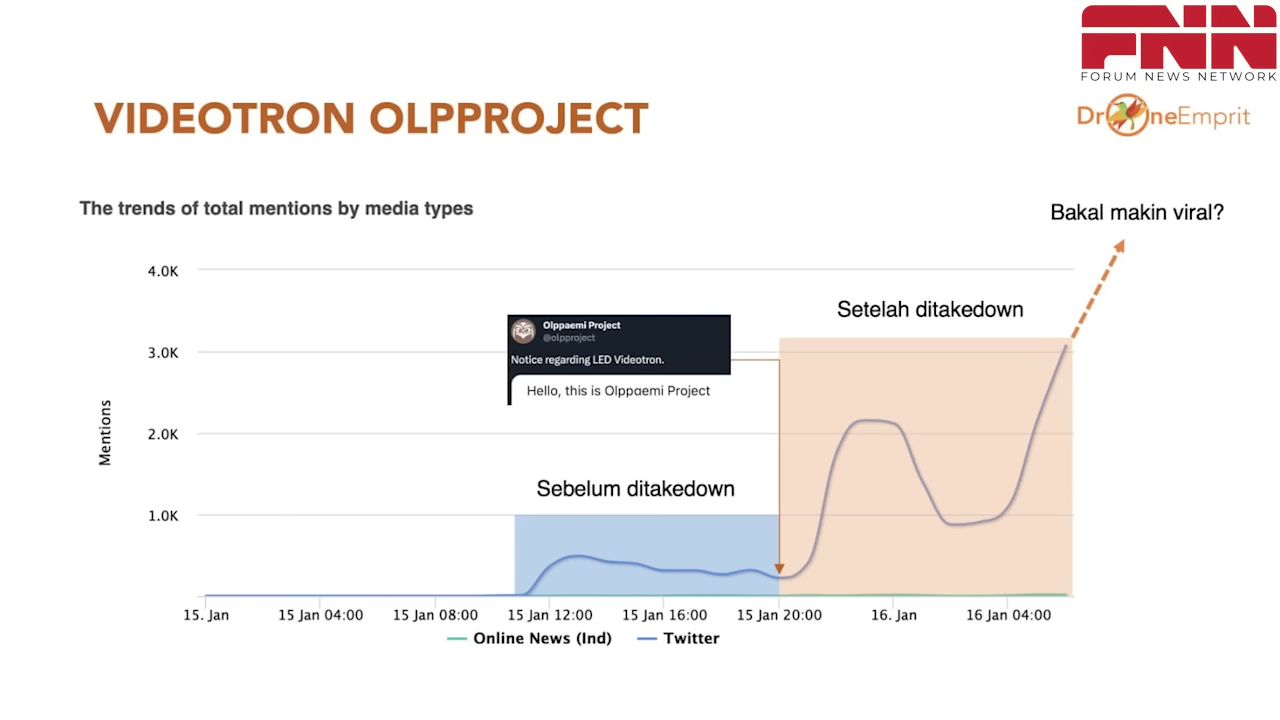 FNN
FORUM NEWS NETWORK
DroneEmprit
VIDEOTRON OLPPROJECT
The trends of total mentions by media types
Bakal makin viral?
4.0K
3.0K
2.0K
1.0K
Mentions
Setelah ditakedown
Olppaemi Project
@olpproject
Notice regarding LED Videotron.
Hello, this is Olppaemi Project
Sebelum ditakedown
15. Jan 15 Jan 04:00 15 Jan 08:00 15 Jan 12:00 15 Jan 16:00 15 Jan 20:00 16. Jan 16 Jan 04:00
Online News (Ind) Twitter